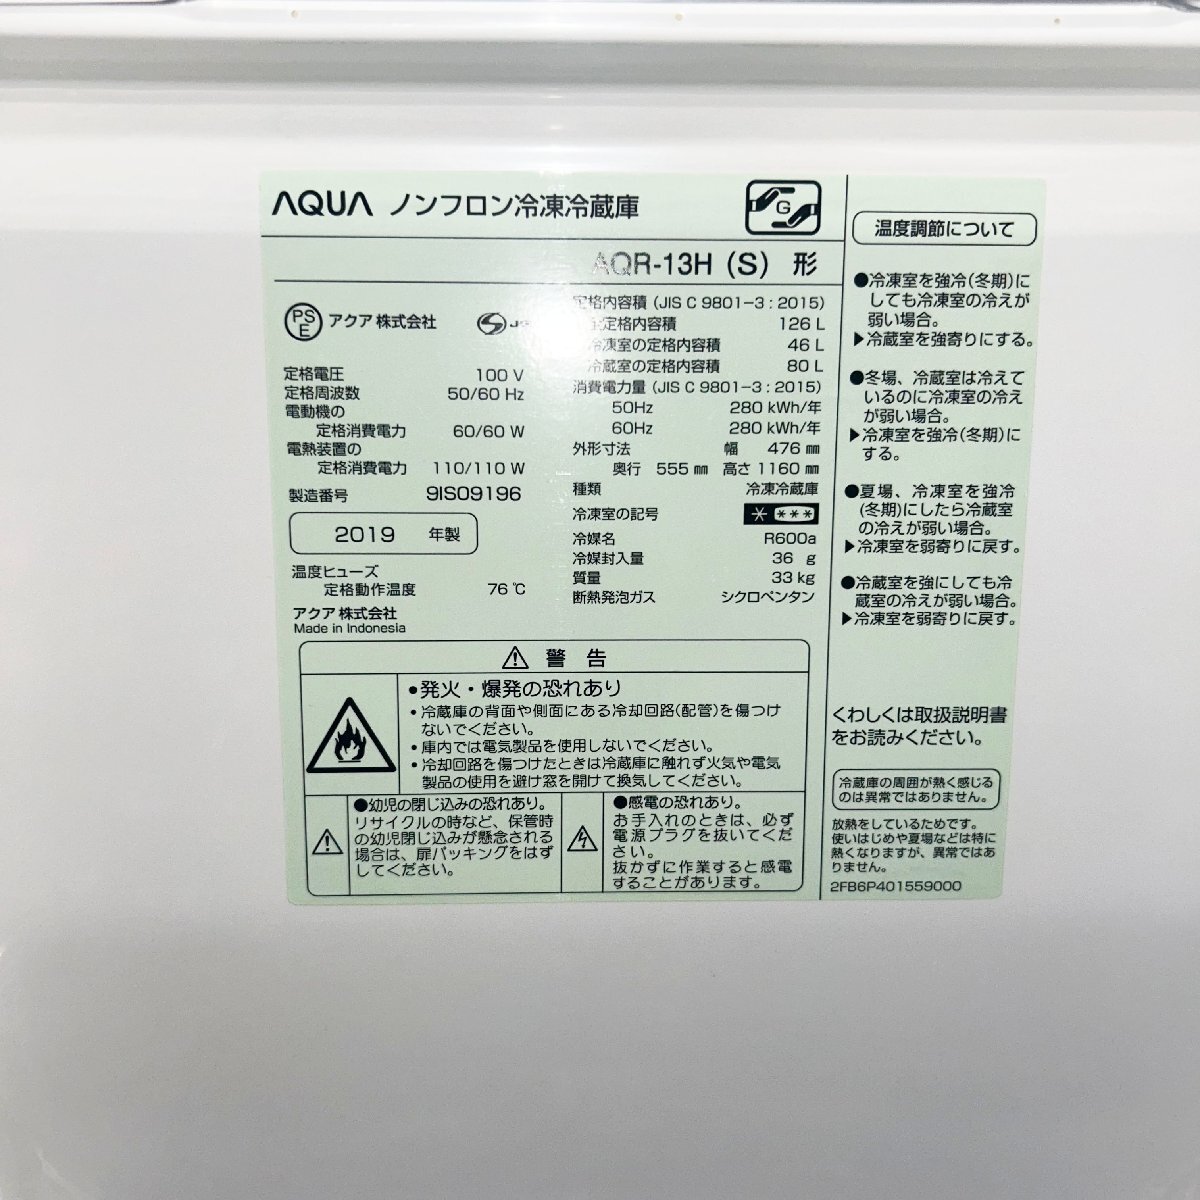 AQUA ノンフロン冷凍冷蔵庫
G
AQR-13H (S) 形
PSE アクア株式会社
定格電圧 100 V
定格周波数 50/60 Hz
電動機の
定格消費電力 60/60 W
電熱装置の
定格消費電力 110/110 W
製造番号 9IS09196
2019 年製
温度ヒューズ
定格動作温度 76 ℃
アクア株式会社
Made in Indonesia
定格内容積 (JIS C 9801-3 : 2015)
定格内容積 126 L
冷凍室の定格内容積 46 L
冷蔵室の定格内容積 80 L
消費電力量 (JIS C 9801-3 : 2015)
50Hz 280 kWh/年
60Hz 280 kWh/年
外形寸法 幅 476 ㎜
奥行 555 ㎜ 高さ 1160 ㎜
種類 冷凍冷蔵庫
冷凍室の記号 * ***
冷媒名 R600a
冷媒封入量 36 g
質量 33 kg
断熱発泡ガス シクロペンタン
警告
●発火・爆発の恐れあり
・冷蔵庫の背面や側面にある冷却回路(配管)を傷つけ
ないでください。
・庫内では電気製品を使用しないでください。
・冷却回路を傷つけたときは冷蔵庫に触れず火気や電気
製品の使用を避け窓を開けて換気してください。
●幼児の閉じ込みの恐れあり。
リサイクルの時など、保管時
の幼児閉じ込みが懸念される
場合は、扉パッキングをはず
してください。
●感電の恐れあり。
お手入れのときは、必ず
電源プラグを抜いてくだ
さい。
抜かずに作業すると感電
することがあります。
温度調節について
●冷凍室を強冷(冬期)に
しても冷凍室の冷えが
弱い場合。
▶冷蔵室を強寄りにする。
●冬場、冷蔵室は冷えて
いるのに冷凍室の冷え
が弱い場合。
▶冷凍室を強冷(冬期)に
する。
●夏場、冷凍室を強冷
(冬期)にしたら冷蔵室
の冷えが弱い場合。
▶冷凍室を弱寄りに戻す。
●冷蔵室を強にしても冷
蔵室の冷えが弱い場合。
▶冷凍室を弱寄りに戻す。
くわしくは取扱説明書
をお読みください。
冷蔵庫の周囲が熱く感じる
のは異常ではありません。
放熱をしているためです。
使いはじめや夏場などは特に
熱くなりますが、異常ではあ
りません。
2FB6P401559000